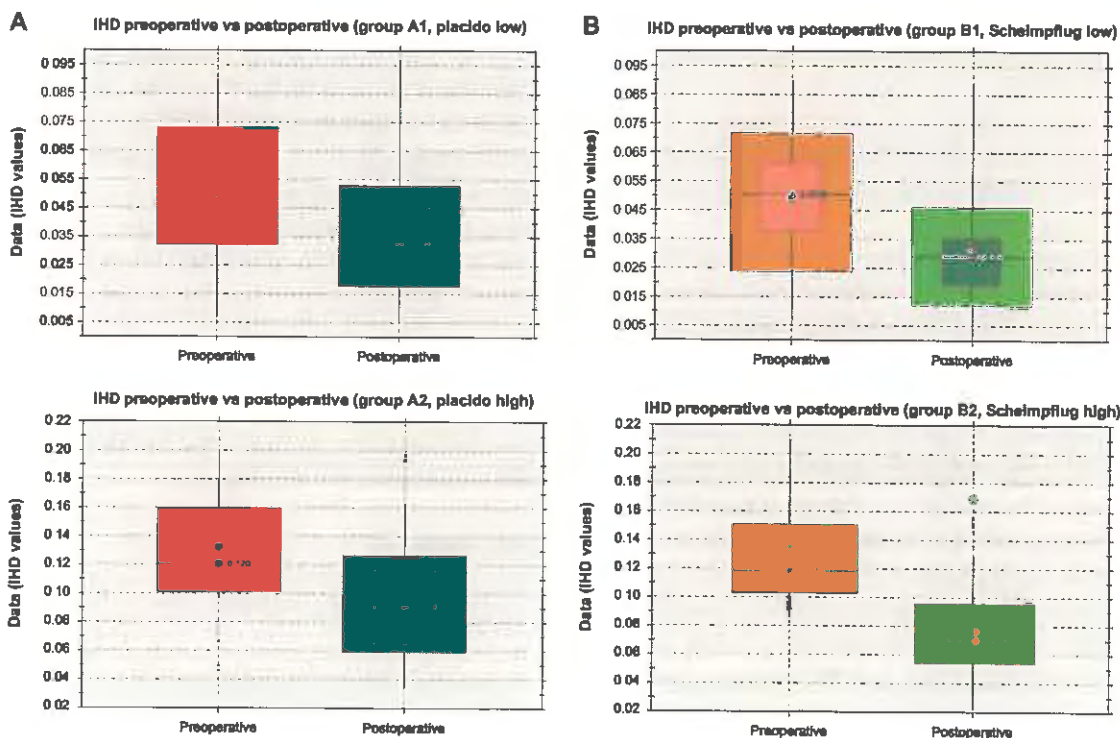 A
IHD preoperative vs postoperative (group A1, placido low)
Data (IHD values)
0.095
0.085
0.075
0.065
0.055
0.045
0.035
0.025
0.015
0.005
Preoperative
Postoperative
B
IHD preoperative vs postoperative (group B1, Scheimpflug low)
Data (IHD values)
0.095
0.085
0.075
0.065
0.055
0.045
0.035
0.025
0.015
0.005
Preoperative
Postoperative
IHD preoperative vs postoperative (group A2, placido high)
Data (IHD values)
0.22
0.20
0.18
0.16
0.14
0.12
0.10
0.08
0.06
0.04
0.02
0.120
Preoperative
Postoperative
IHD preoperative vs postoperative (group B2, Scheimpflug high)
Data (IHD values)
0.22
0.20
0.18
0.16
0.14
0.12
0.10
0.08
0.06
0.04
0.02
Preoperative
Postoperative